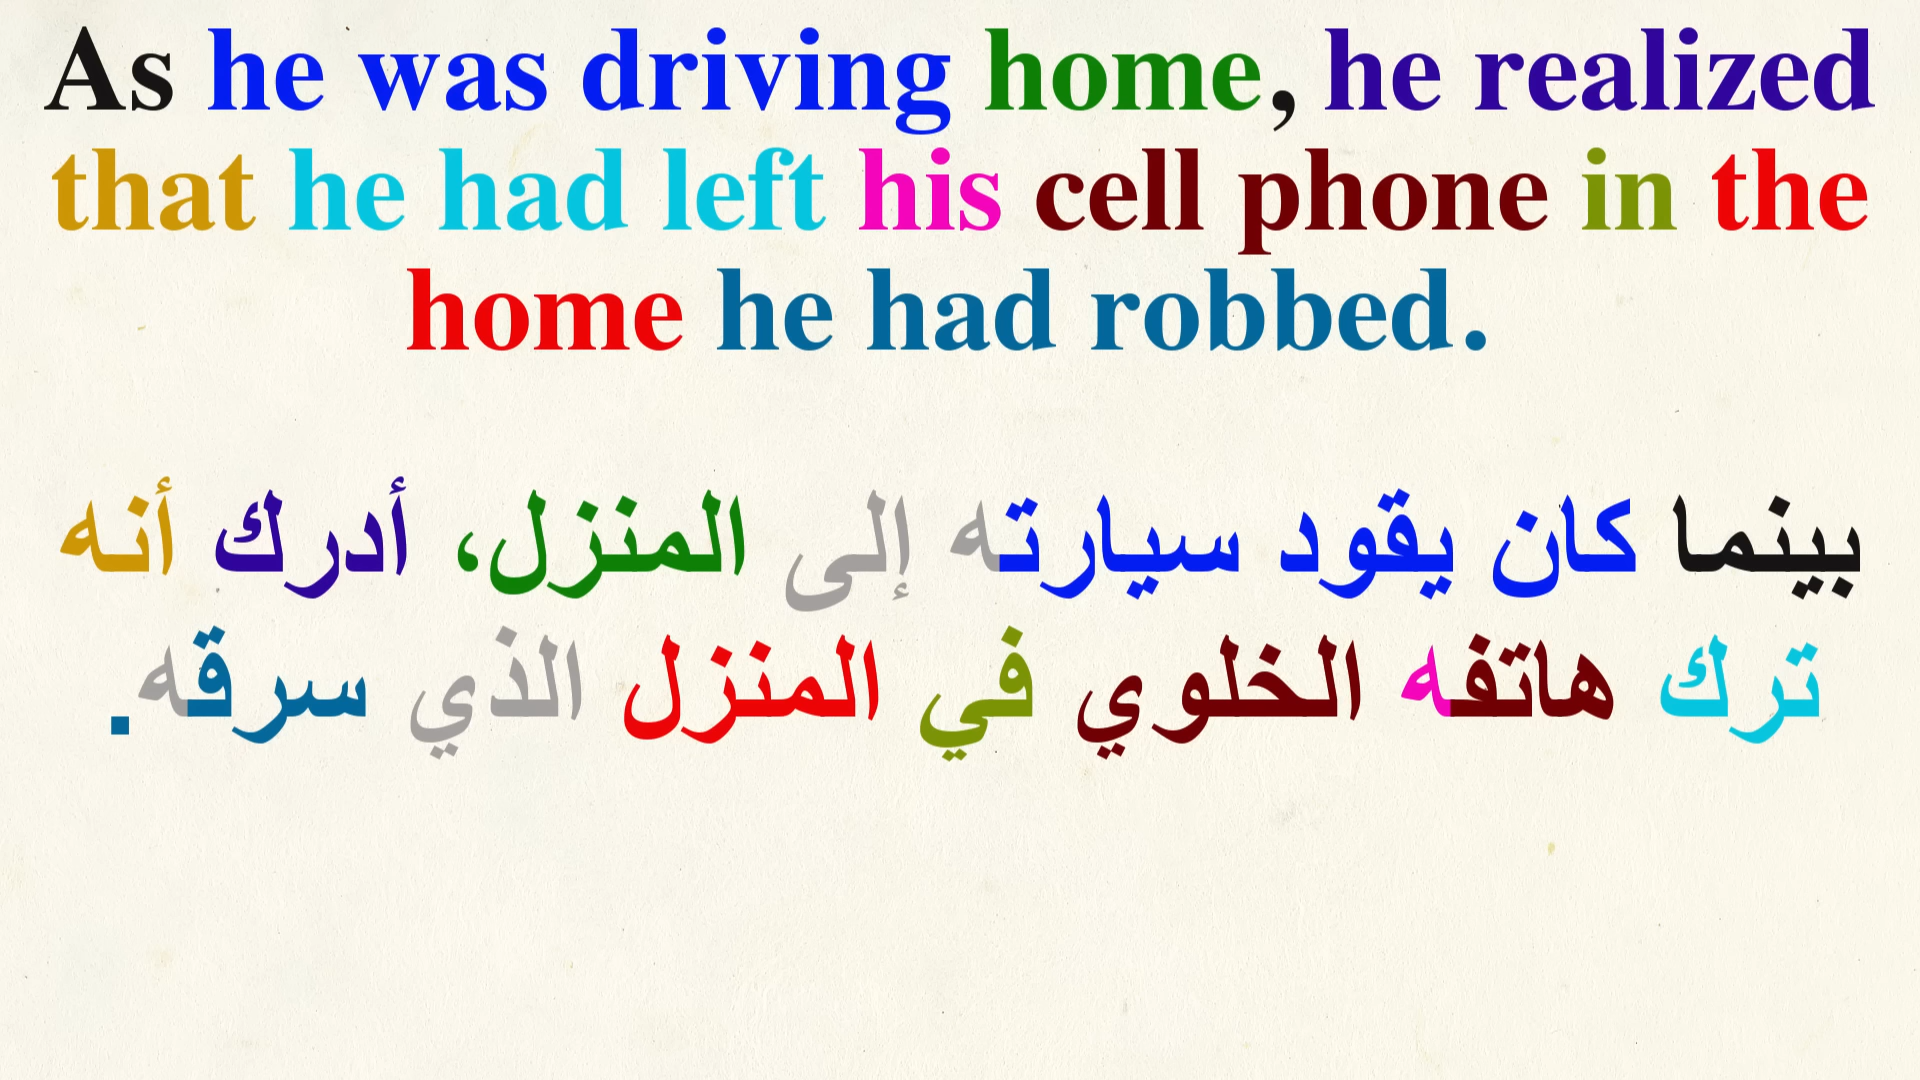 As he was driving home, he realized
that he had left his cell phone in the
home he had robbed.
بينما كان يقود سيارته إلى المنزل، أدرك أنه
ترك هاتفه الخلوي في المنزل الذي سرقه.